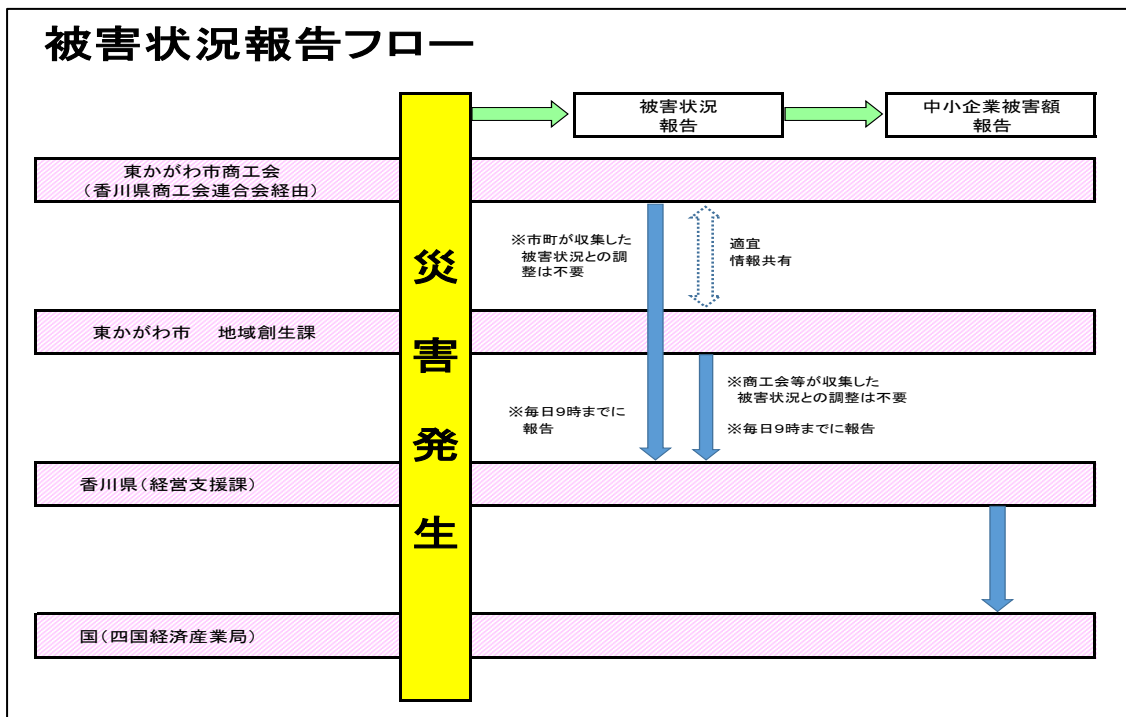 被害状況報告フロー
被害状況
報告
中小企業被害額
報告
災害発生
東かがわ市商工会
(香川県商工会連合会経由)
※市町が収集した
被害状況との調
整は不要
適宜
情報共有
東かがわ市 地域創生課
※商工会等が収集した
被害状況との調整は不要
※毎日9時までに
報告
※毎日9時までに報告
香川県(経営支援課)
国(四国経済産業局)